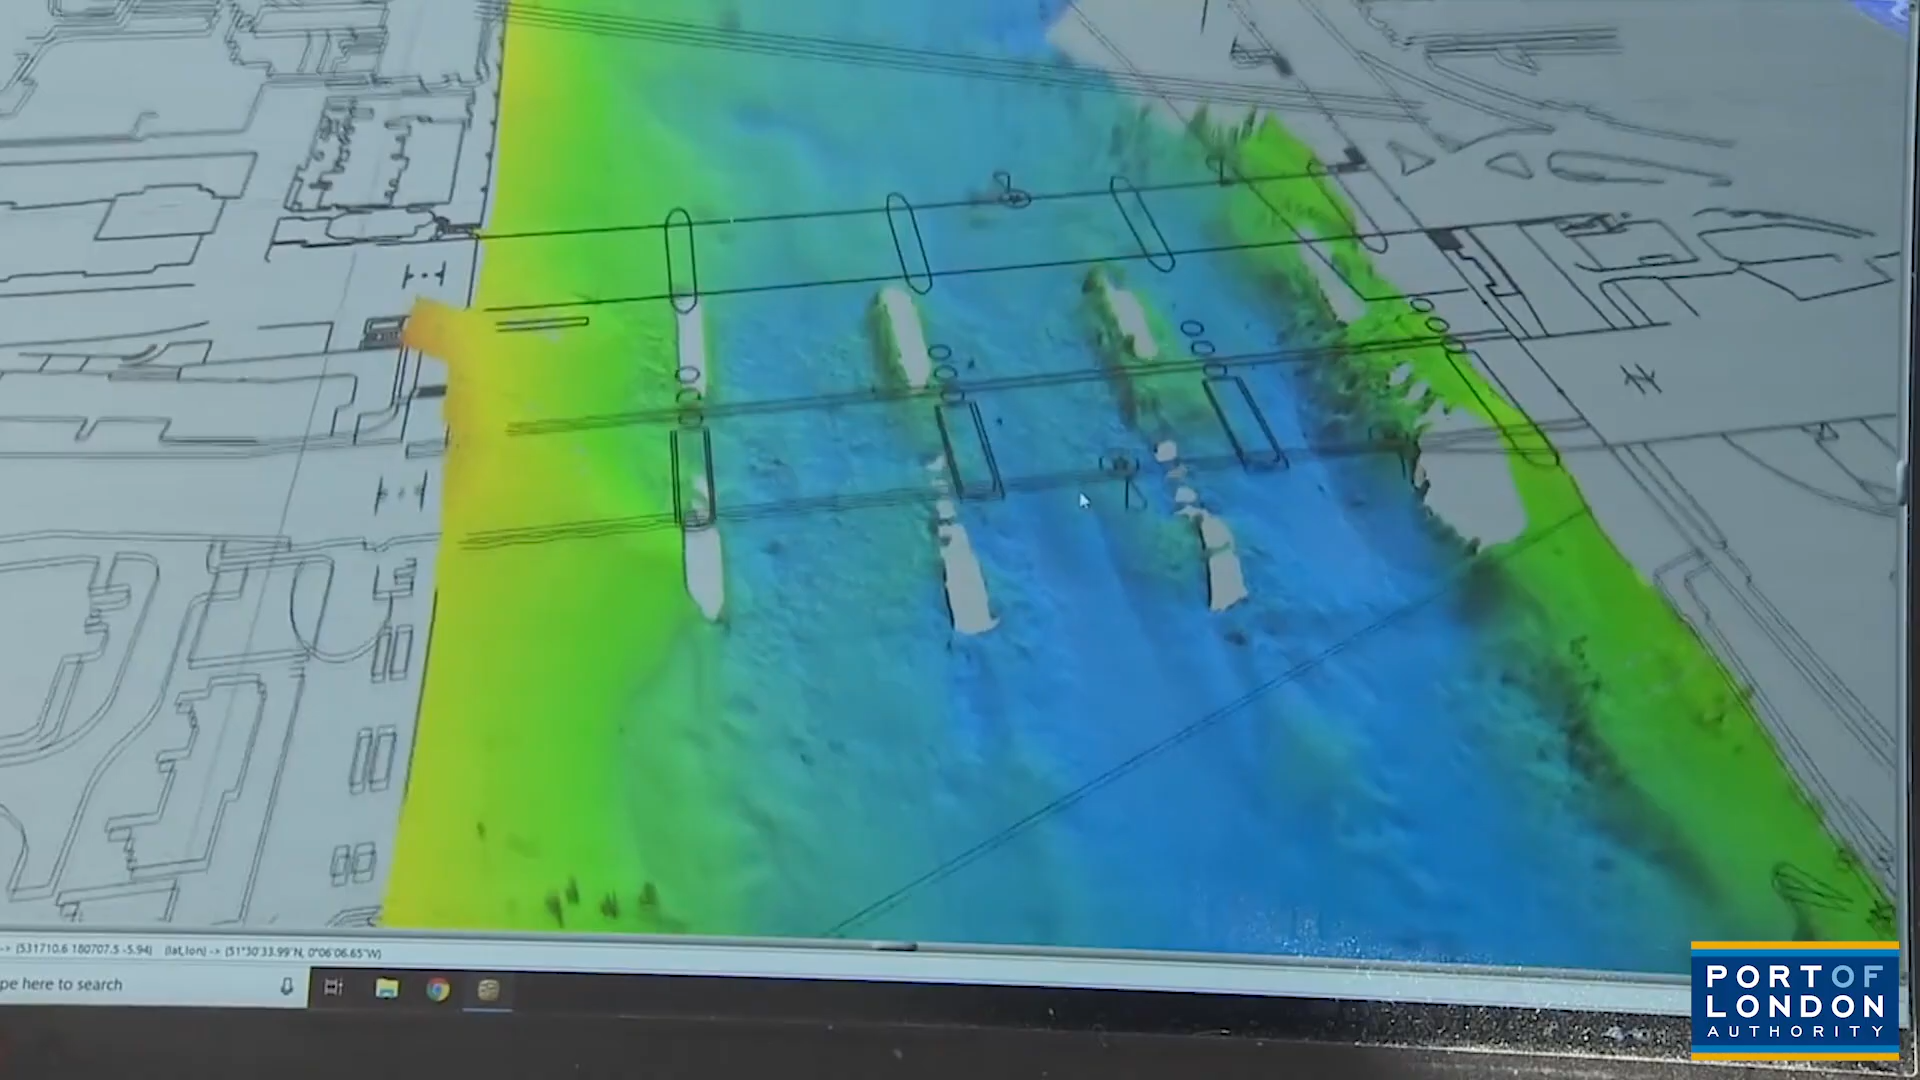 -> (531710.6 180707.5 -5.94) (lat,lon) -> (51°30'33.99"N, 0°06'06.65"W)
pe here to search
PORT OF
LONDON
AUTHORITY